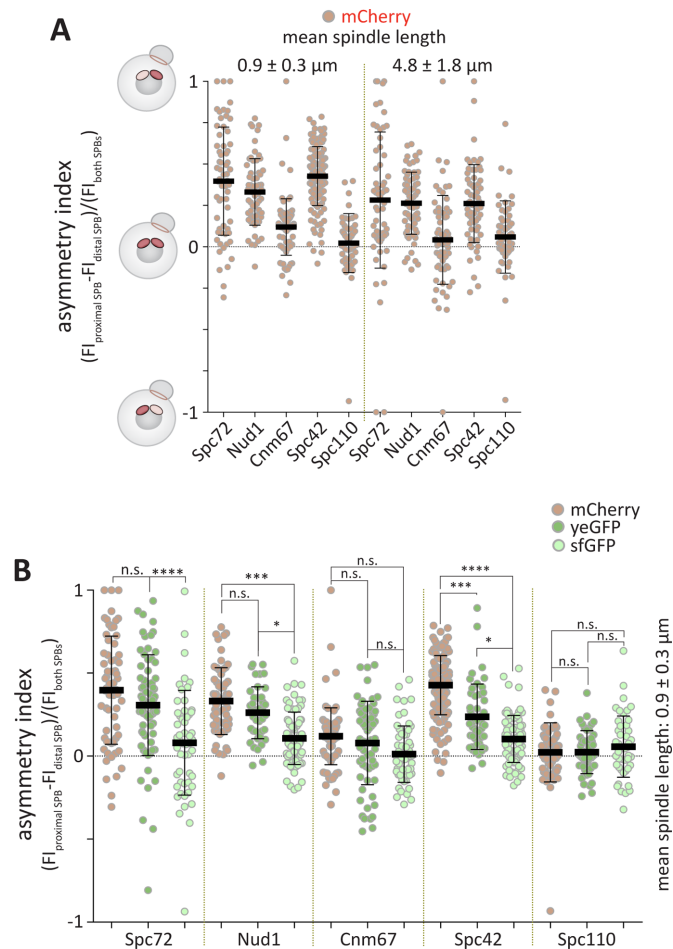 A
mCherry
mean spindle length
0.9 ± 0.3 μm 4.8 ± 1.8 μm
asymmetry index
(FIproximal SPB-FIdistal SPB)/(FIboth SPBs)
1
0
-1
Spc72 Nud1 Cnm67 Spc42 Spc110 Spc72 Nud1 Cnm67 Spc42 Spc110
mCherry
yeGFP
sfGFP
B
asymmetry index
(FIproximal SPB-FIdistal SPB)/(FIboth SPBs)
1
0
-1
n.s. ****
***
n.s.
*
n.s.
n.s.
n.s.
****
***
*
n.s.
n.s.
n.s.
mean spindle length: 0.9 ± 0.3 μm
Spc72 Nud1 Cnm67 Spc42 Spc110